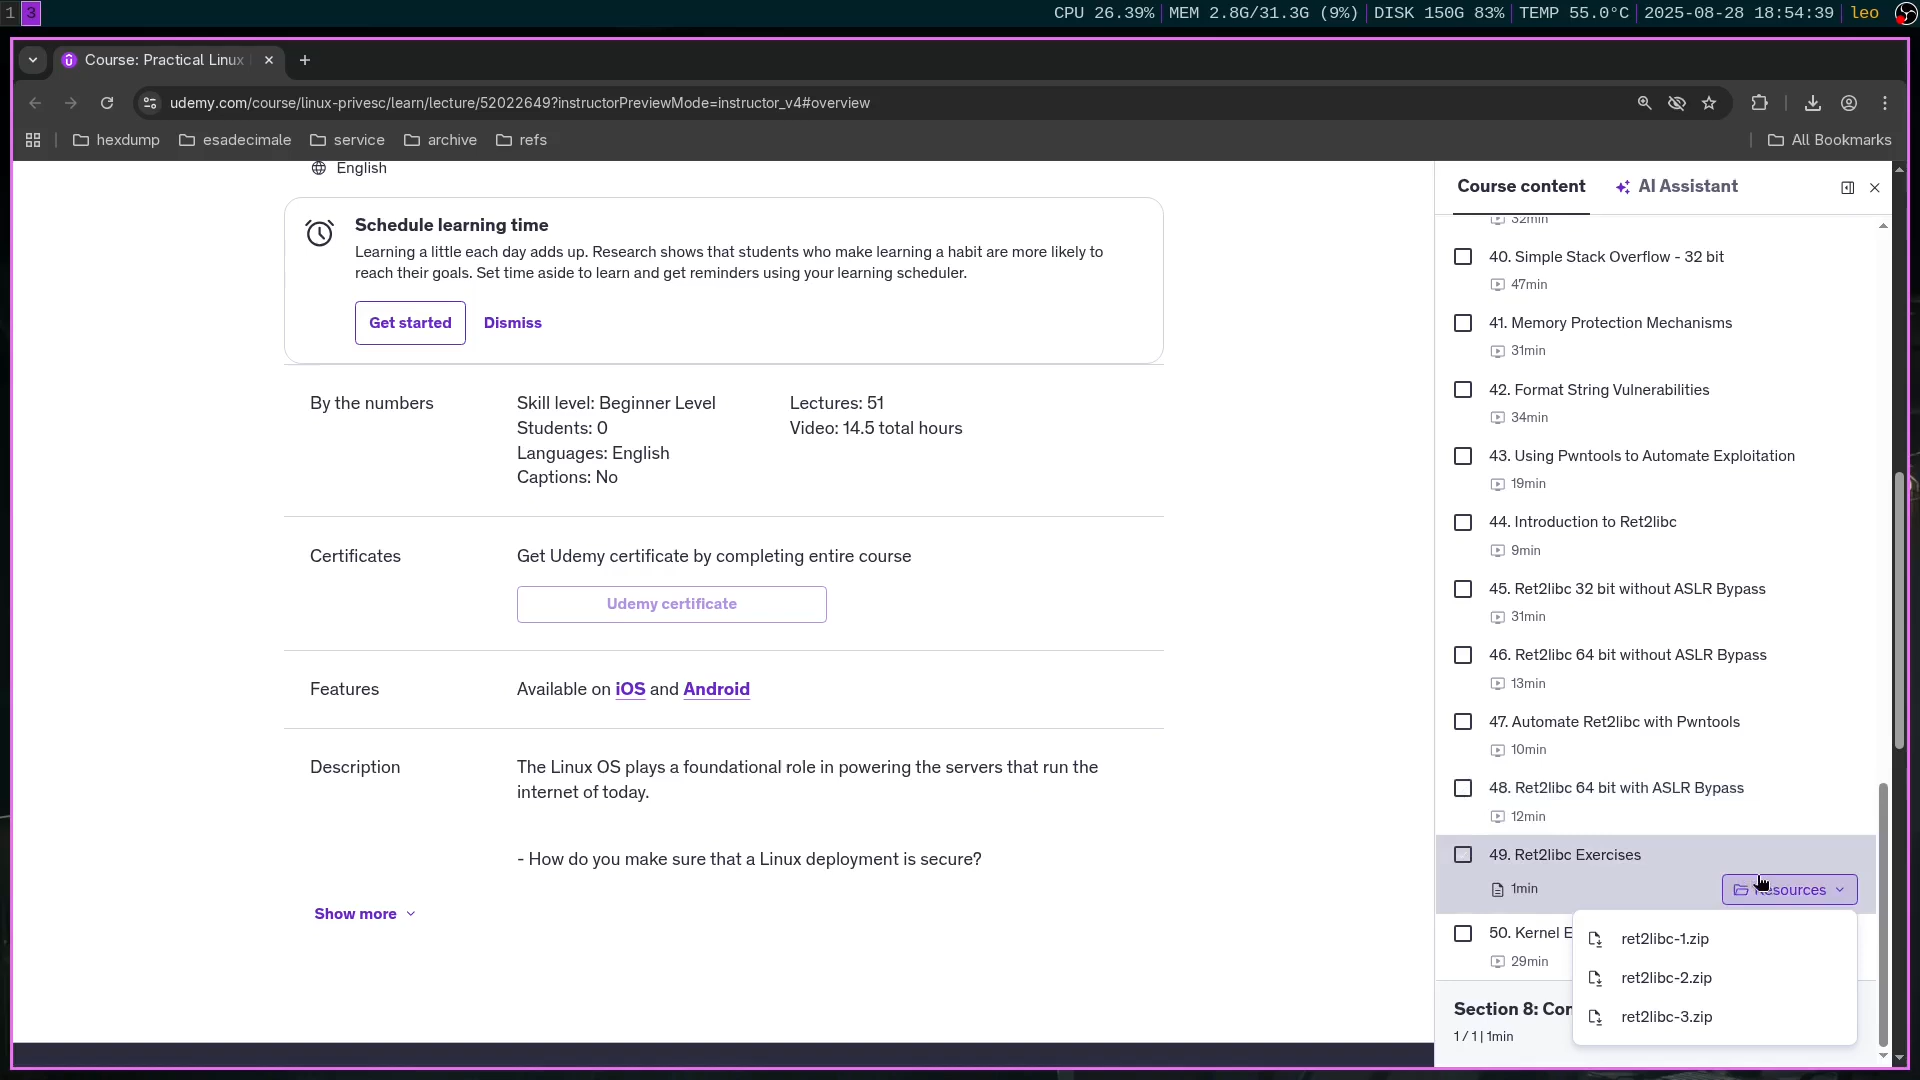 1 3 CPU 26.39% MEM 2.8G/31.3G (9%) DISK 150G 83% TEMP 55.0°C 2025-08-28 18:54:39 leo
Course: Practical Linux
udemy.com/course/linux-privesc/learn/lecture/52022649?instructorPreviewMode=instructor_v4#overview
hexdump esadecimale service archive refs All Bookmarks
English
Schedule learning time
Learning a little each day adds up. Research shows that students who make learning a habit are more likely to
reach their goals. Set time aside to learn and get reminders using your learning scheduler.
Get started Dismiss
By the numbers
Skill level: Beginner Level
Students: 0
Languages: English
Captions: No
Lectures: 51
Video: 14.5 total hours
Certificates
Get Udemy certificate by completing entire course
Udemy certificate
Features
Available on iOS and Android
Description
The Linux OS plays a foundational role in powering the servers that run the
internet of today.
- How do you make sure that a Linux deployment is secure?
Show more
Course content AI Assistant
32min
40. Simple Stack Overflow - 32 bit
47min
41. Memory Protection Mechanisms
31min
42. Format String Vulnerabilities
34min
43. Using Pwntools to Automate Exploitation
19min
44. Introduction to Ret2libc
9min
45. Ret2libc 32 bit without ASLR Bypass
31min
46. Ret2libc 64 bit without ASLR Bypass
13min
47. Automate Ret2libc with Pwntools
10min
48. Ret2libc 64 bit with ASLR Bypass
12min
49. Ret2libc Exercises
1min
Resources
ret2libc-1.zip
ret2libc-2.zip
ret2libc-3.zip
50. Kernel E
29min
Section 8: Con
1 / 1 | 1min